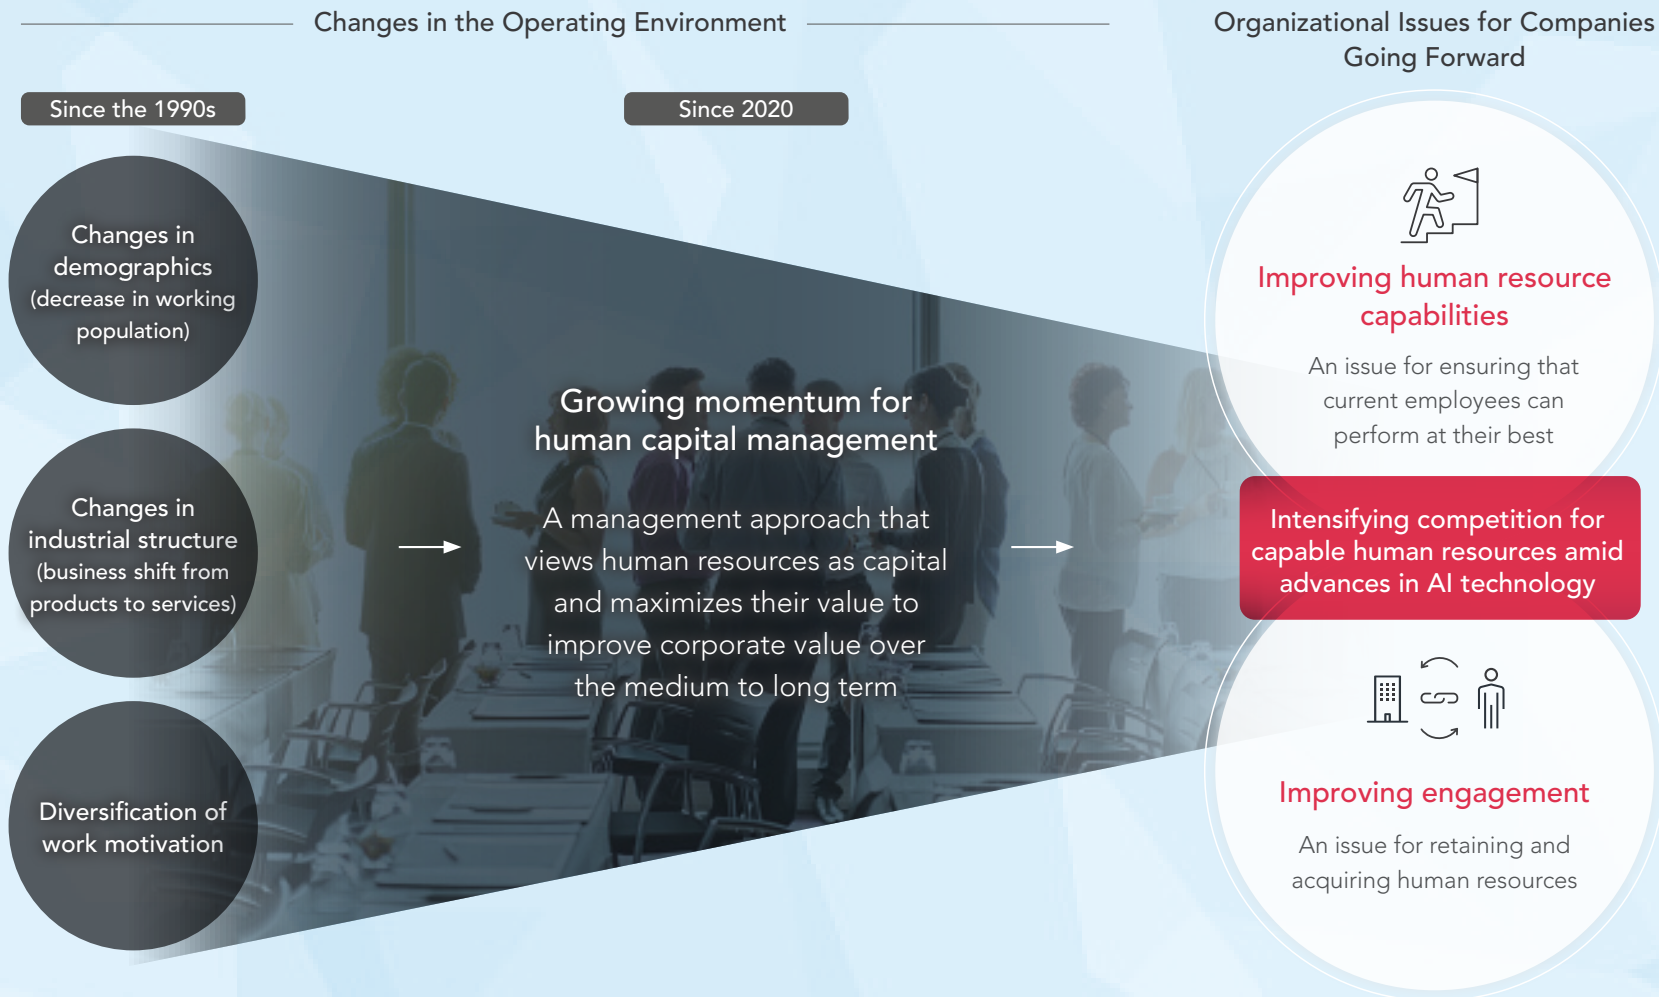 Changes in the Operating Environment
Organizational Issues for Companies
Going Forward
Since the 1990s
Since 2020
Changes in
demographics
(decrease in working
population)
Changes in
industrial structure
(business shift from
products to services)
Diversification of
work motivation
Growing momentum for
human capital management
A management approach that
views human resources as capital
and maximizes their value to
improve corporate value over
the medium to long term
Improving human resource
capabilities
An issue for ensuring that
current employees can
perform at their best
Intensifying competition for
capable human resources amid
advances in AI technology
Improving engagement
An issue for retaining and
acquiring human resources